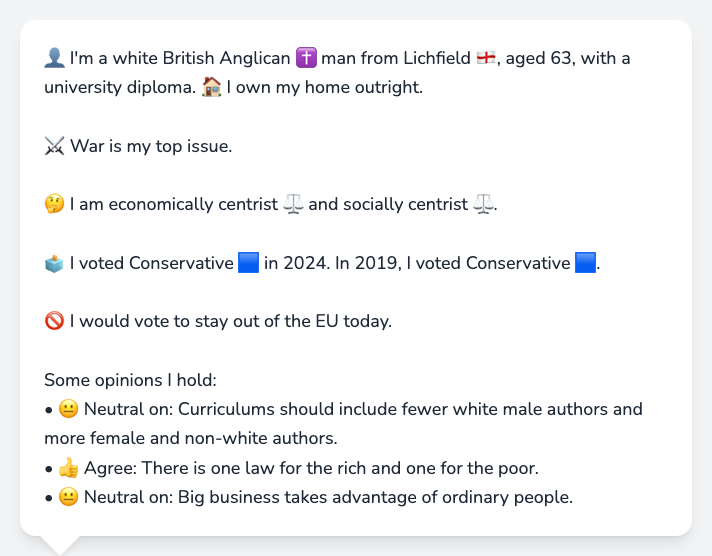 👤 I'm a white British Anglican ✝️ man from Lichfield 🏴󠁧󠁢󠁥󠁮󠁧󠁿, aged 63, with a
university diploma. 🏠 I own my home outright.
⚔️ War is my top issue.
🤔 I am economically centrist ⚖️ and socially centrist ⚖️.
🗳️ I voted Conservative 🟦 in 2024. In 2019, I voted Conservative 🟦.
🚫 I would vote to stay out of the EU today.
Some opinions I hold:
• 😐 Neutral on: Curriculums should include fewer white male authors and
more female and non-white authors.
• 👍 Agree: There is one law for the rich and one for the poor.
• 😐 Neutral on: Big business takes advantage of ordinary people.